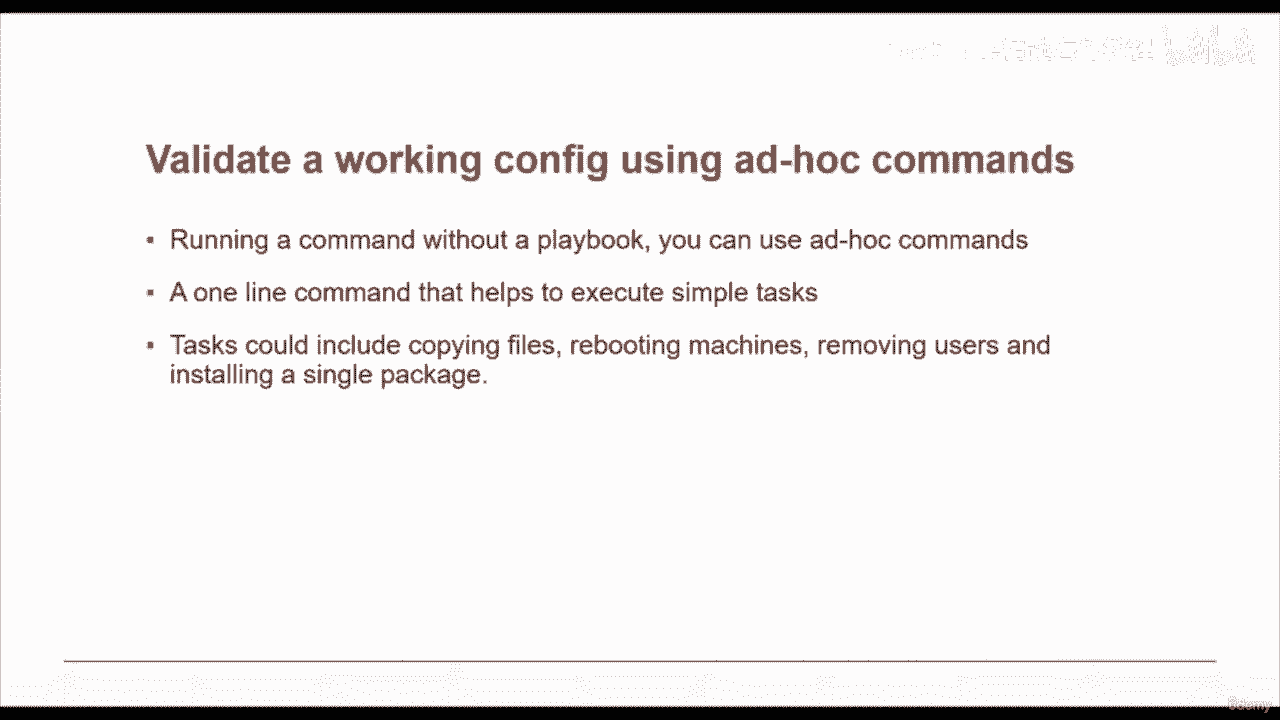 Validate a working config using ad-hoc commands
▪ Running a command without a playbook, you can use ad-hoc commands
▪ A one line command that helps to execute simple tasks
▪ Tasks could include copying files, rebooting machines, removing users and
installing a single package.